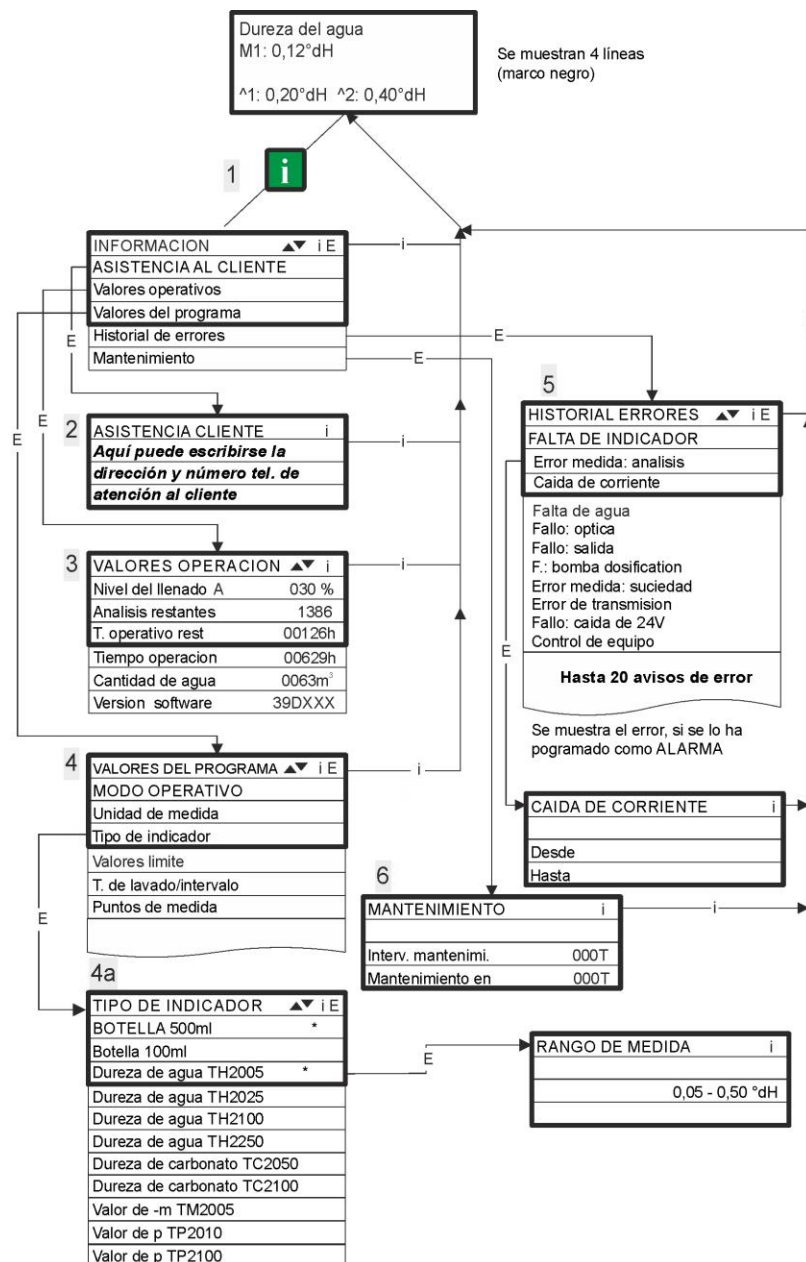 Dureza del agua
M1: 0,12°dH
^1: 0,20°dH ^2: 0,40°dH
Se muestran 4 líneas
(marco negro)
1
i
INFORMACION ▲▼ i E
ASISTENCIA AL CLIENTE
Valores operativos
Valores del programa
Historial de errores
Mantenimiento
i
E
E
E
E
E
2
ASISTENCIA CLIENTE i
Aquí puede escribirse la
dirección y número tel. de
atención al cliente
i
3
VALORES OPERACION ▲▼ i
Nivel del llenado A 030 %
Analisis restantes 1386
T. operativo rest 00126h
Tiempo operacion 00629h
Cantidad de agua 0063m³
Version software 39DXXX
i
4
VALORES DEL PROGRAMA ▲▼ i E
MODO OPERATIVO
Unidad de medida
Tipo de indicador
Valores limite
T. de lavado/intervalo
Puntos de medida
i
E
4a
TIPO DE INDICADOR ▲▼ i E
BOTELLA 500ml *
Botella 100ml
Dureza de agua TH2005 *
Dureza de agua TH2025
Dureza de agua TH2100
Dureza de agua TH2250
Dureza de carbonato TC2050
Dureza de carbonato TC2100
Valor de -m TM2005
Valor de p TP2010
Valor de p TP2100
E
5
HISTORIAL ERRORES ▲▼ i E
FALTA DE INDICADOR
Error medida: analisis
Caida de corriente
Falta de agua
Fallo: optica
Fallo: salida
F.: bomba dosification
Error medida: suciedad
Error de transmision
Fallo: caida de 24V
Control de equipo
Hasta 20 avisos de error
E
Se muestra el error, si se lo ha
pogramado como ALARMA
CAIDA DE CORRIENTE i
Desde
Hasta
6
MANTENIMIENTO i
Interv. mantenimi. 000T
Mantenimiento en 000T
i
RANGO DE MEDIDA i
0,05 - 0,50 °dH